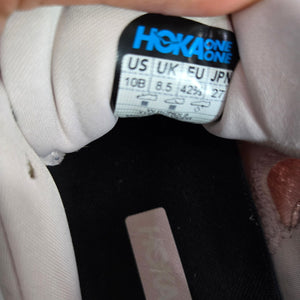 HOKA ONE ONE
US UK EU JPN
10B 8.5 42⅔ 27